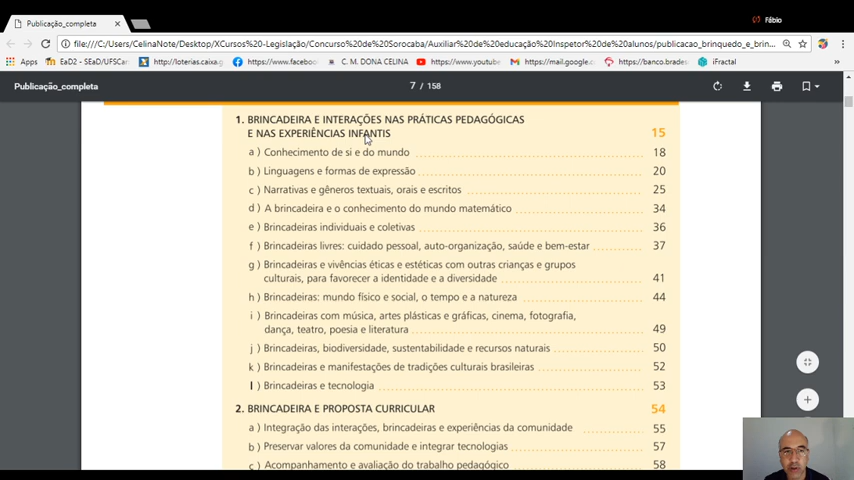 Publicação_completa
Fábio
file:///C:/Users/CelinaNote/Desktop/XCursos%20-Legislação/Concurso%20de%20Sorocaba/Auxiliar%20de%20educação%20Inspetor%20de%20alunos/publicacao_brinquedo_e_brin...
Apps
EaD2 - SEaD/UFSCar
http://loterias.caixa.g
https://www.faceboo
C. M. DONA CELINA
https://www.youtube
https://mail.google.c
https://banco.brades
iFractal
Publicação_completa
7 / 158
1. BRINCADEIRA E INTERAÇÕES NAS PRÁTICAS PEDAGÓGICAS
E NAS EXPERIÊNCIAS INFANTIS 15
a ) Conhecimento de si e do mundo 18
b ) Linguagens e formas de expressão 20
c ) Narrativas e gêneros textuais, orais e escritos 25
d ) A brincadeira e o conhecimento do mundo matemático 34
e ) Brincadeiras individuais e coletivas 36
f ) Brincadeiras livres: cuidado pessoal, auto-organização, saúde e bem-estar 37
g ) Brincadeiras e vivências éticas e estéticas com outras crianças e grupos
culturais, para favorecer a identidade e a diversidade 41
h ) Brincadeiras: mundo físico e social, o tempo e a natureza 44
i ) Brincadeiras com música, artes plásticas e gráficas, cinema, fotografia,
dança, teatro, poesia e literatura 49
j ) Brincadeiras, biodiversidade, sustentabilidade e recursos naturais 50
k ) Brincadeiras e manifestações de tradições culturais brasileiras 52
l ) Brincadeiras e tecnologia 53
2. BRINCADEIRA E PROPOSTA CURRICULAR 54
a ) Integração das interações, brincadeiras e experiências da comunidade 55
b ) Preservar valores da comunidade e integrar tecnologias 57
c ) Acompanhamento e avaliação do trabalho pedagógico 58